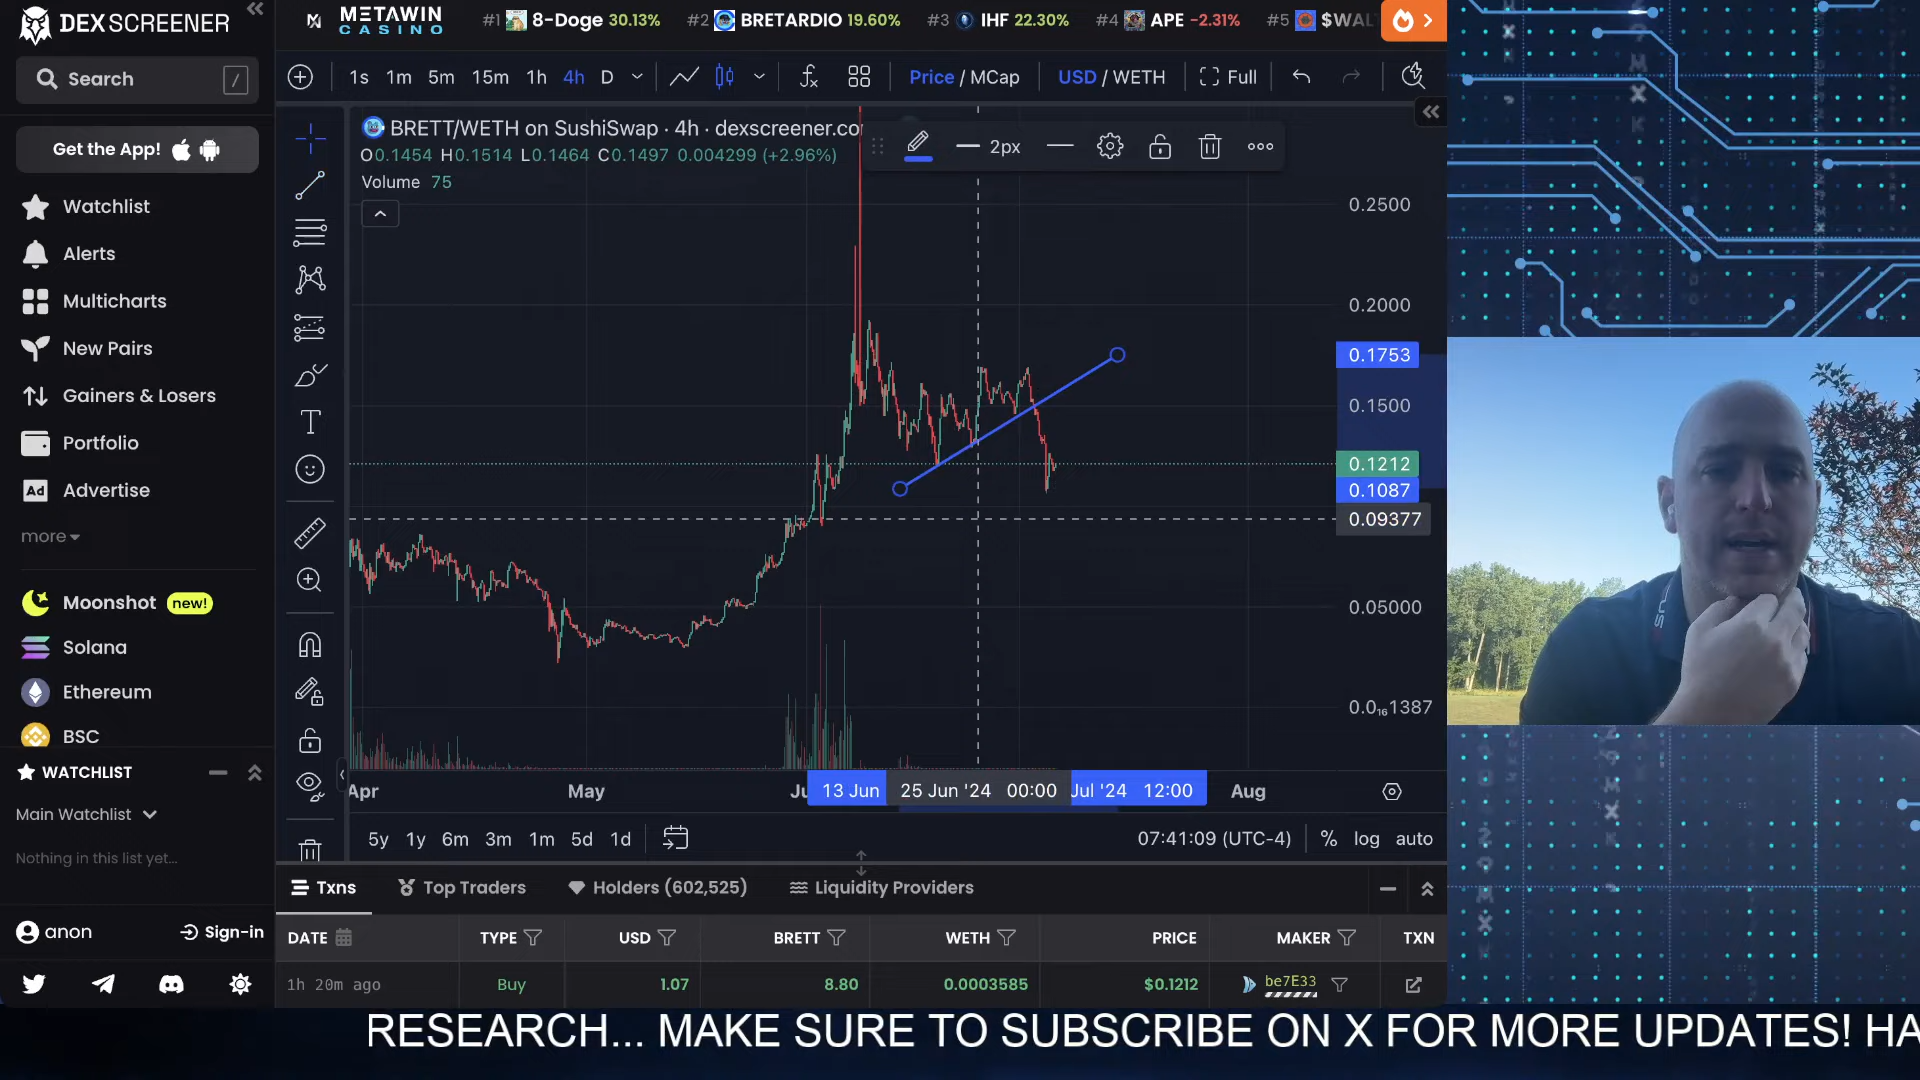 DEX SCREENER
METAWIN CASINO
#1 8-Doge 30.13% #2 BRETARDIO 19.60% #3 IHF 22.30% #4 APE -2.31% #5 $WAL
Search /
1s 1m 5m 15m 1h 4h D Price / MCap USD / WETH Full
Get the App!
BRETT/WETH on SushiSwap · 4h · dexscreener.co
2px
O0.1454 H0.1514 L0.1464 C0.1497 0.004299 (+2.96%)
Volume 75
Watchlist
Alerts
Multicharts
New Pairs
Gainers & Losers
Portfolio
Ad Advertise
more
Moonshot new!
Solana
Ethereum
BSC
WATCHLIST
Main Watchlist
Nothing in this list yet...
anon Sign-in
T
0.2500
0.2000
0.1753
0.1500
0.1212
0.1087
0.09377
0.05000
0.0₁₆1387
Apr May Ju 13 Jun 25 Jun '24 00:00 Jul '24 12:00 Aug
5y 1y 6m 3m 1m 5d 1d 07:41:09 (UTC-4) % log auto
Txns Top Traders Holders (602,525) Liquidity Providers
DATE TYPE USD BRETT WETH PRICE MAKER TXN
1h 20m ago Buy 1.07 8.80 0.0003585 $0.1212 be7E33
RESEARCH... MAKE SURE TO SUBSCRIBE ON X FOR MORE UPDATES! HA